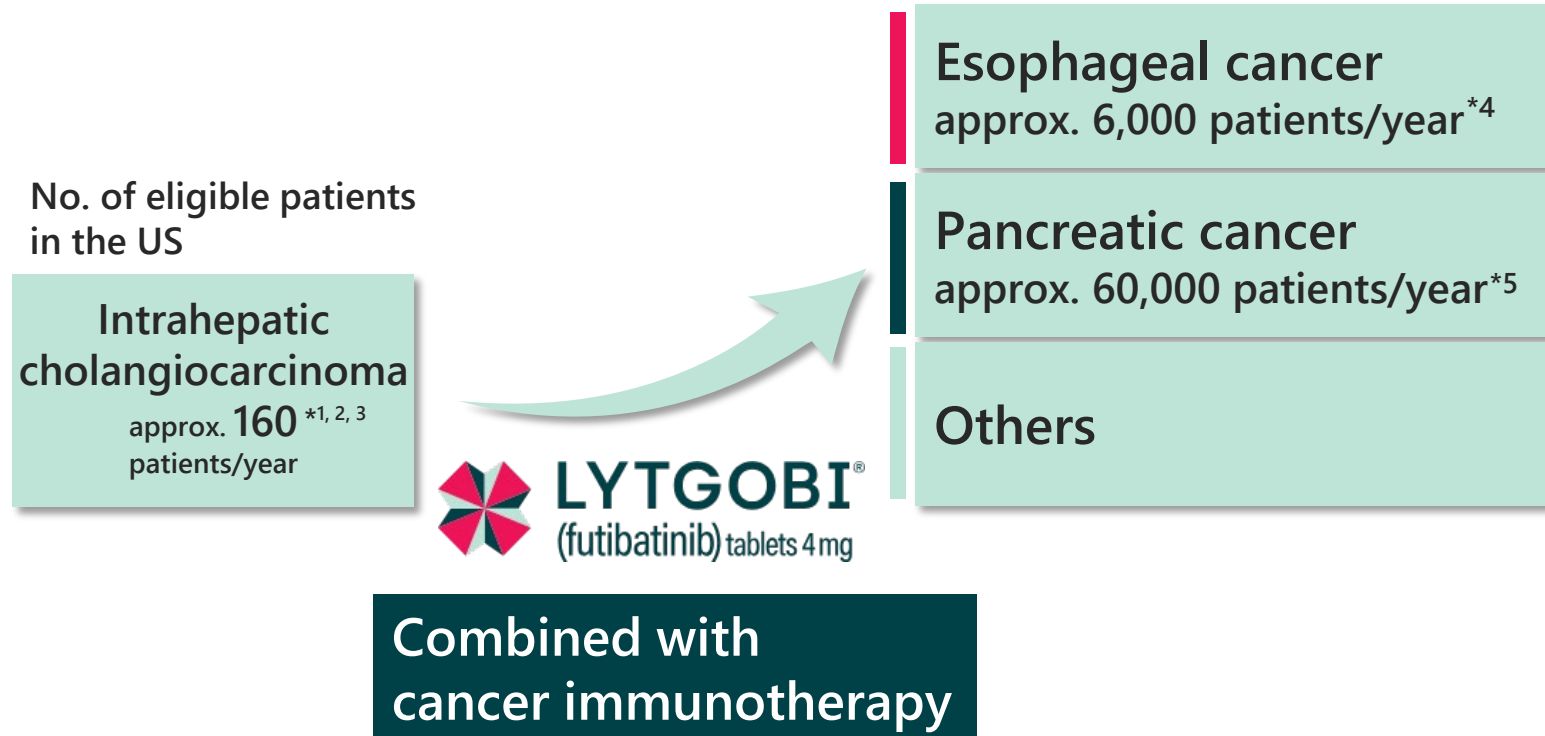 No. of eligible patients
in the US
Intrahepatic
cholangiocarcinoma
approx. 160 *1, 2, 3
patients/year
LYTGOBI®
(futibatinib) tablets 4 mg
Combined with
cancer immunotherapy
Esophageal cancer
approx. 6,000 patients/year*4
Pancreatic cancer
approx. 60,000 patients/year*5
Others